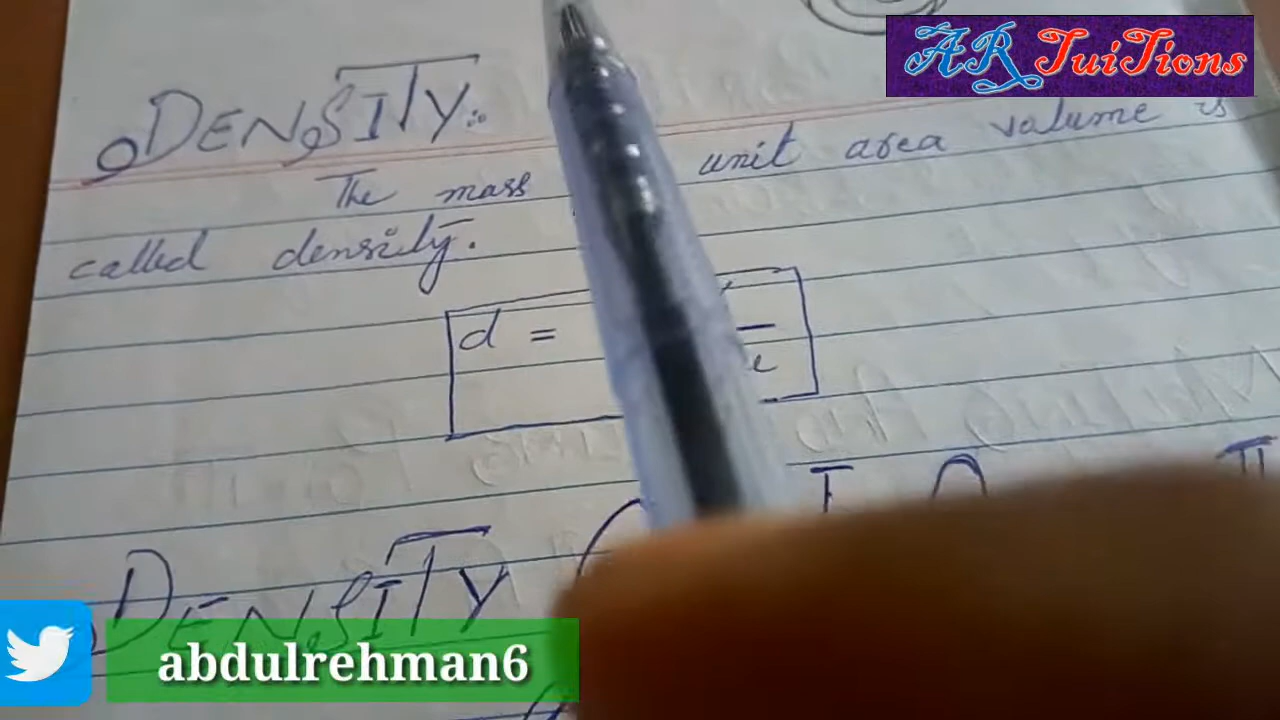 AR TuiTions
DENSITY:
The mass unit area volume is
called density.
d =
DENSITY
abdulrehman6